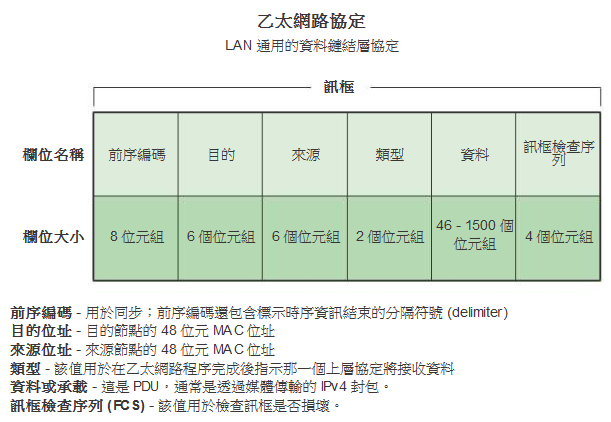 乙太網路協定
LAN 通用的資料鏈結層協定
訊框
欄位名稱 前序編碼 目的 來源 類型 資料 訊框檢查序列
欄位大小 8 位元組 6 個位元組 6 個位元組 2 個位元組 46 - 1500 個位元組 4 個位元組
前序編碼 - 用於同步；前序編碼還包含標示時序資訊結束的分隔符號 (delimiter)
目的位址 - 目的節點的 48 位元 MAC 位址
來源位址 - 來源節點的 48 位元 MAC 位址
類型 - 該值用於在乙太網路程序完成後指示那一個上層協定將接收資料
資料或承載 - 這是 PDU，通常是透過媒體傳輸的 IPv4 封包。
訊框檢查序列 (FCS) - 該值用於檢查訊框是否損壞。